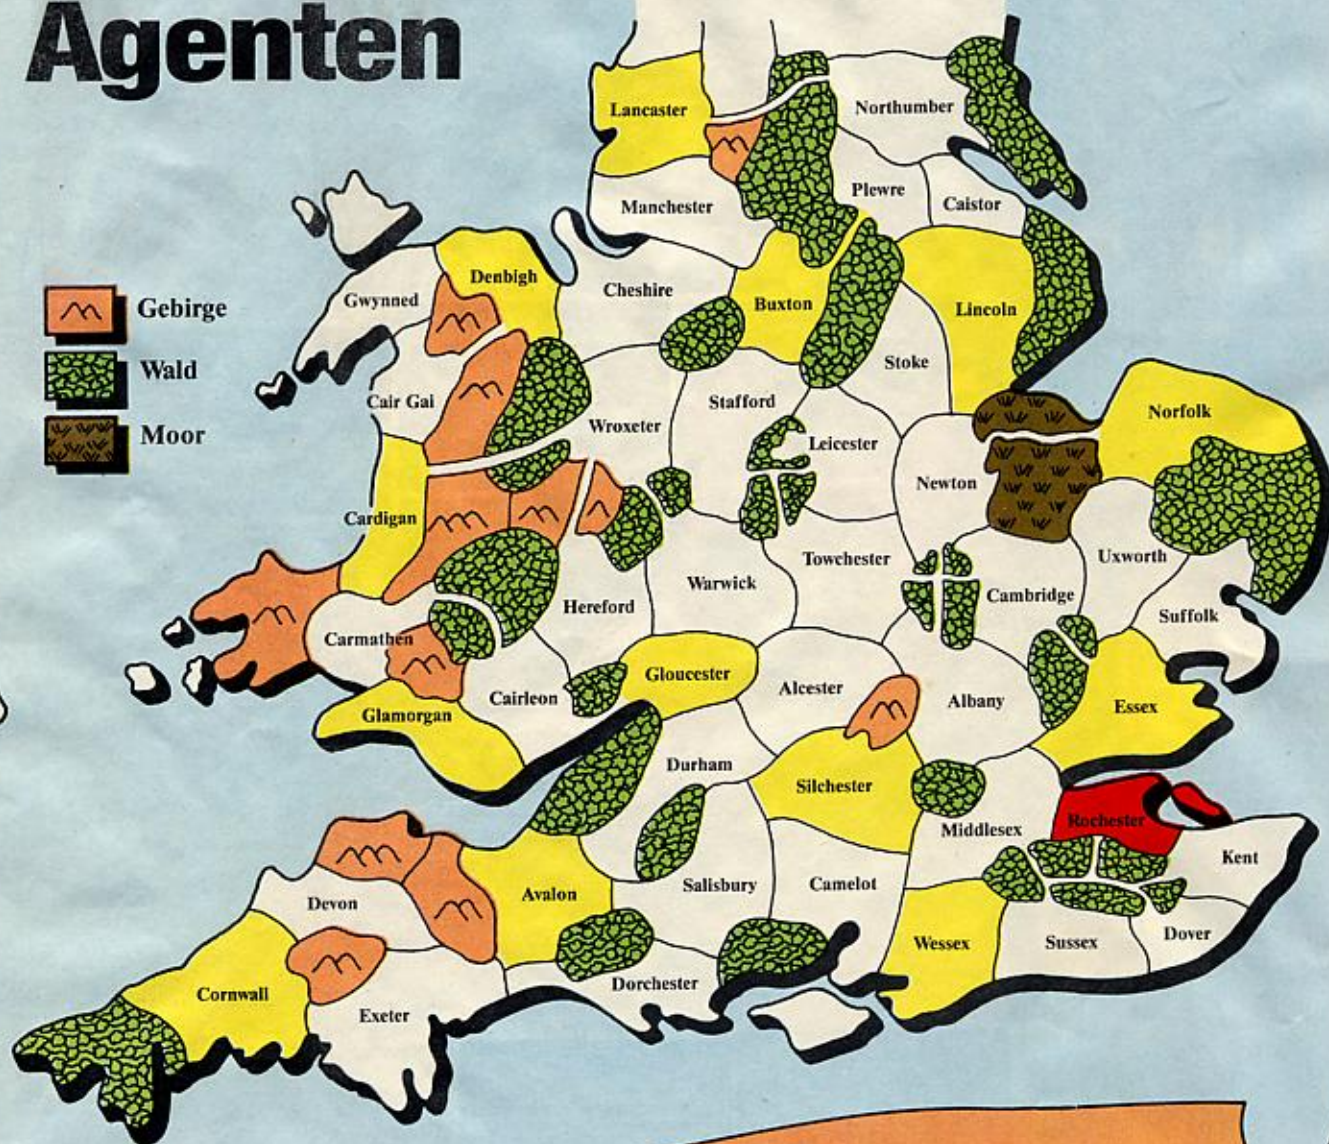 Agenten
Lancaster
Northumber
Plewre
Caistor
Manchester
Denbigh
Gwynned
Cheshire
Buxton
Lincoln
Gebirge
Wald
Moor
Stoke
Cair Gai
Stafford
Norfolk
Wroxeter
Leicester
Newton
Cardigan
Towchester
Uxworth
Warwick
Cambridge
Hereford
Suffolk
Carmathen
Gloucester
Alcester
Cairleon
Albany
Essex
Glamorgan
Durham
Silchester
Rochester
Middlesex
Kent
Salisbury
Camelot
Avalon
Devon
Dover
Wessex
Sussex
Dorchester
Cornwall
Exeter